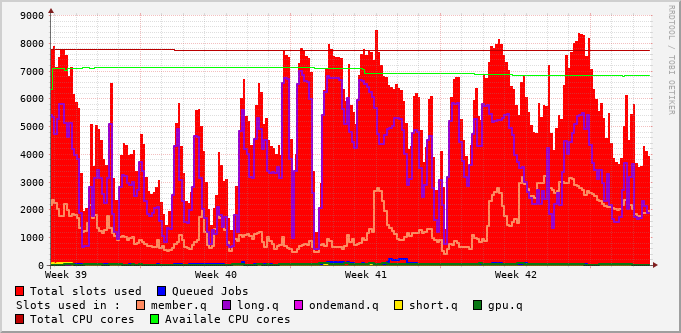 RRDTOOL / TOBI OETIKER
9000
8000
7000
6000
5000
4000
3000
2000
1000
0
Week 39 Week 40 Week 41 Week 42
Total slots used Queued Jobs
Slots used in : member.q long.q ondemand.q short.q gpu.q
Total CPU cores Availale CPU cores